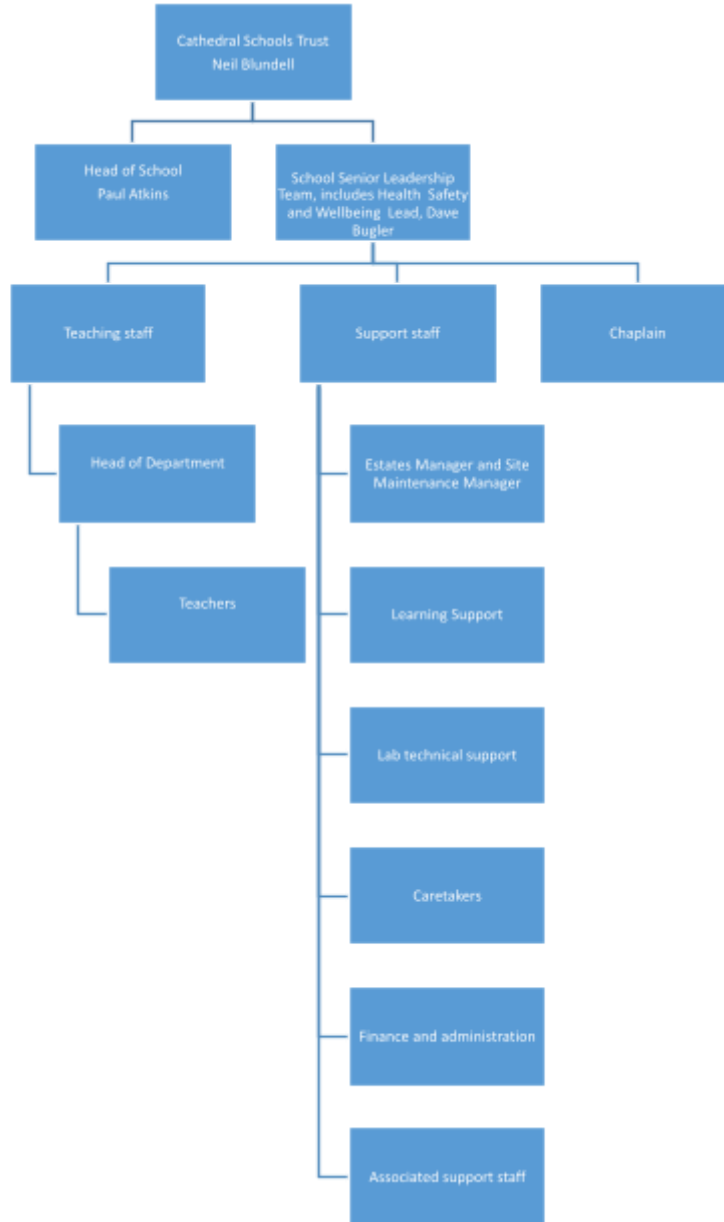 Cathedral Schools Trust
Neil Blundell
Head of School
Paul Atkins
School Senior Leadership
Team, includes Health Safety
and Wellbeing Lead, Dave
Bugler
Teaching staff
Support staff
Chaplain
Head of Department
Estates Manager and Site
Maintenance Manager
Teachers
Learning Support
Lab technical support
Caretakers
Finance and administration
Associated support staff